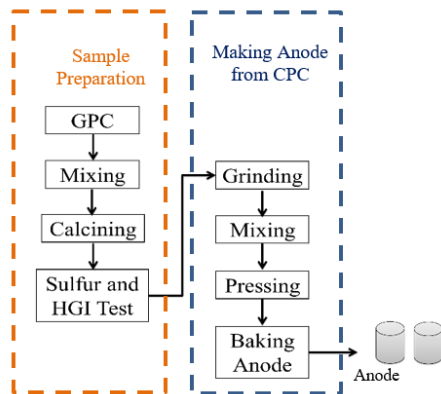 Sample
Preparation
GPC
Mixing
Calcining
Sulfur and
HGI Test
Making Anode
from CPC
Grinding
Mixing
Pressing
Baking
Anode
Anode